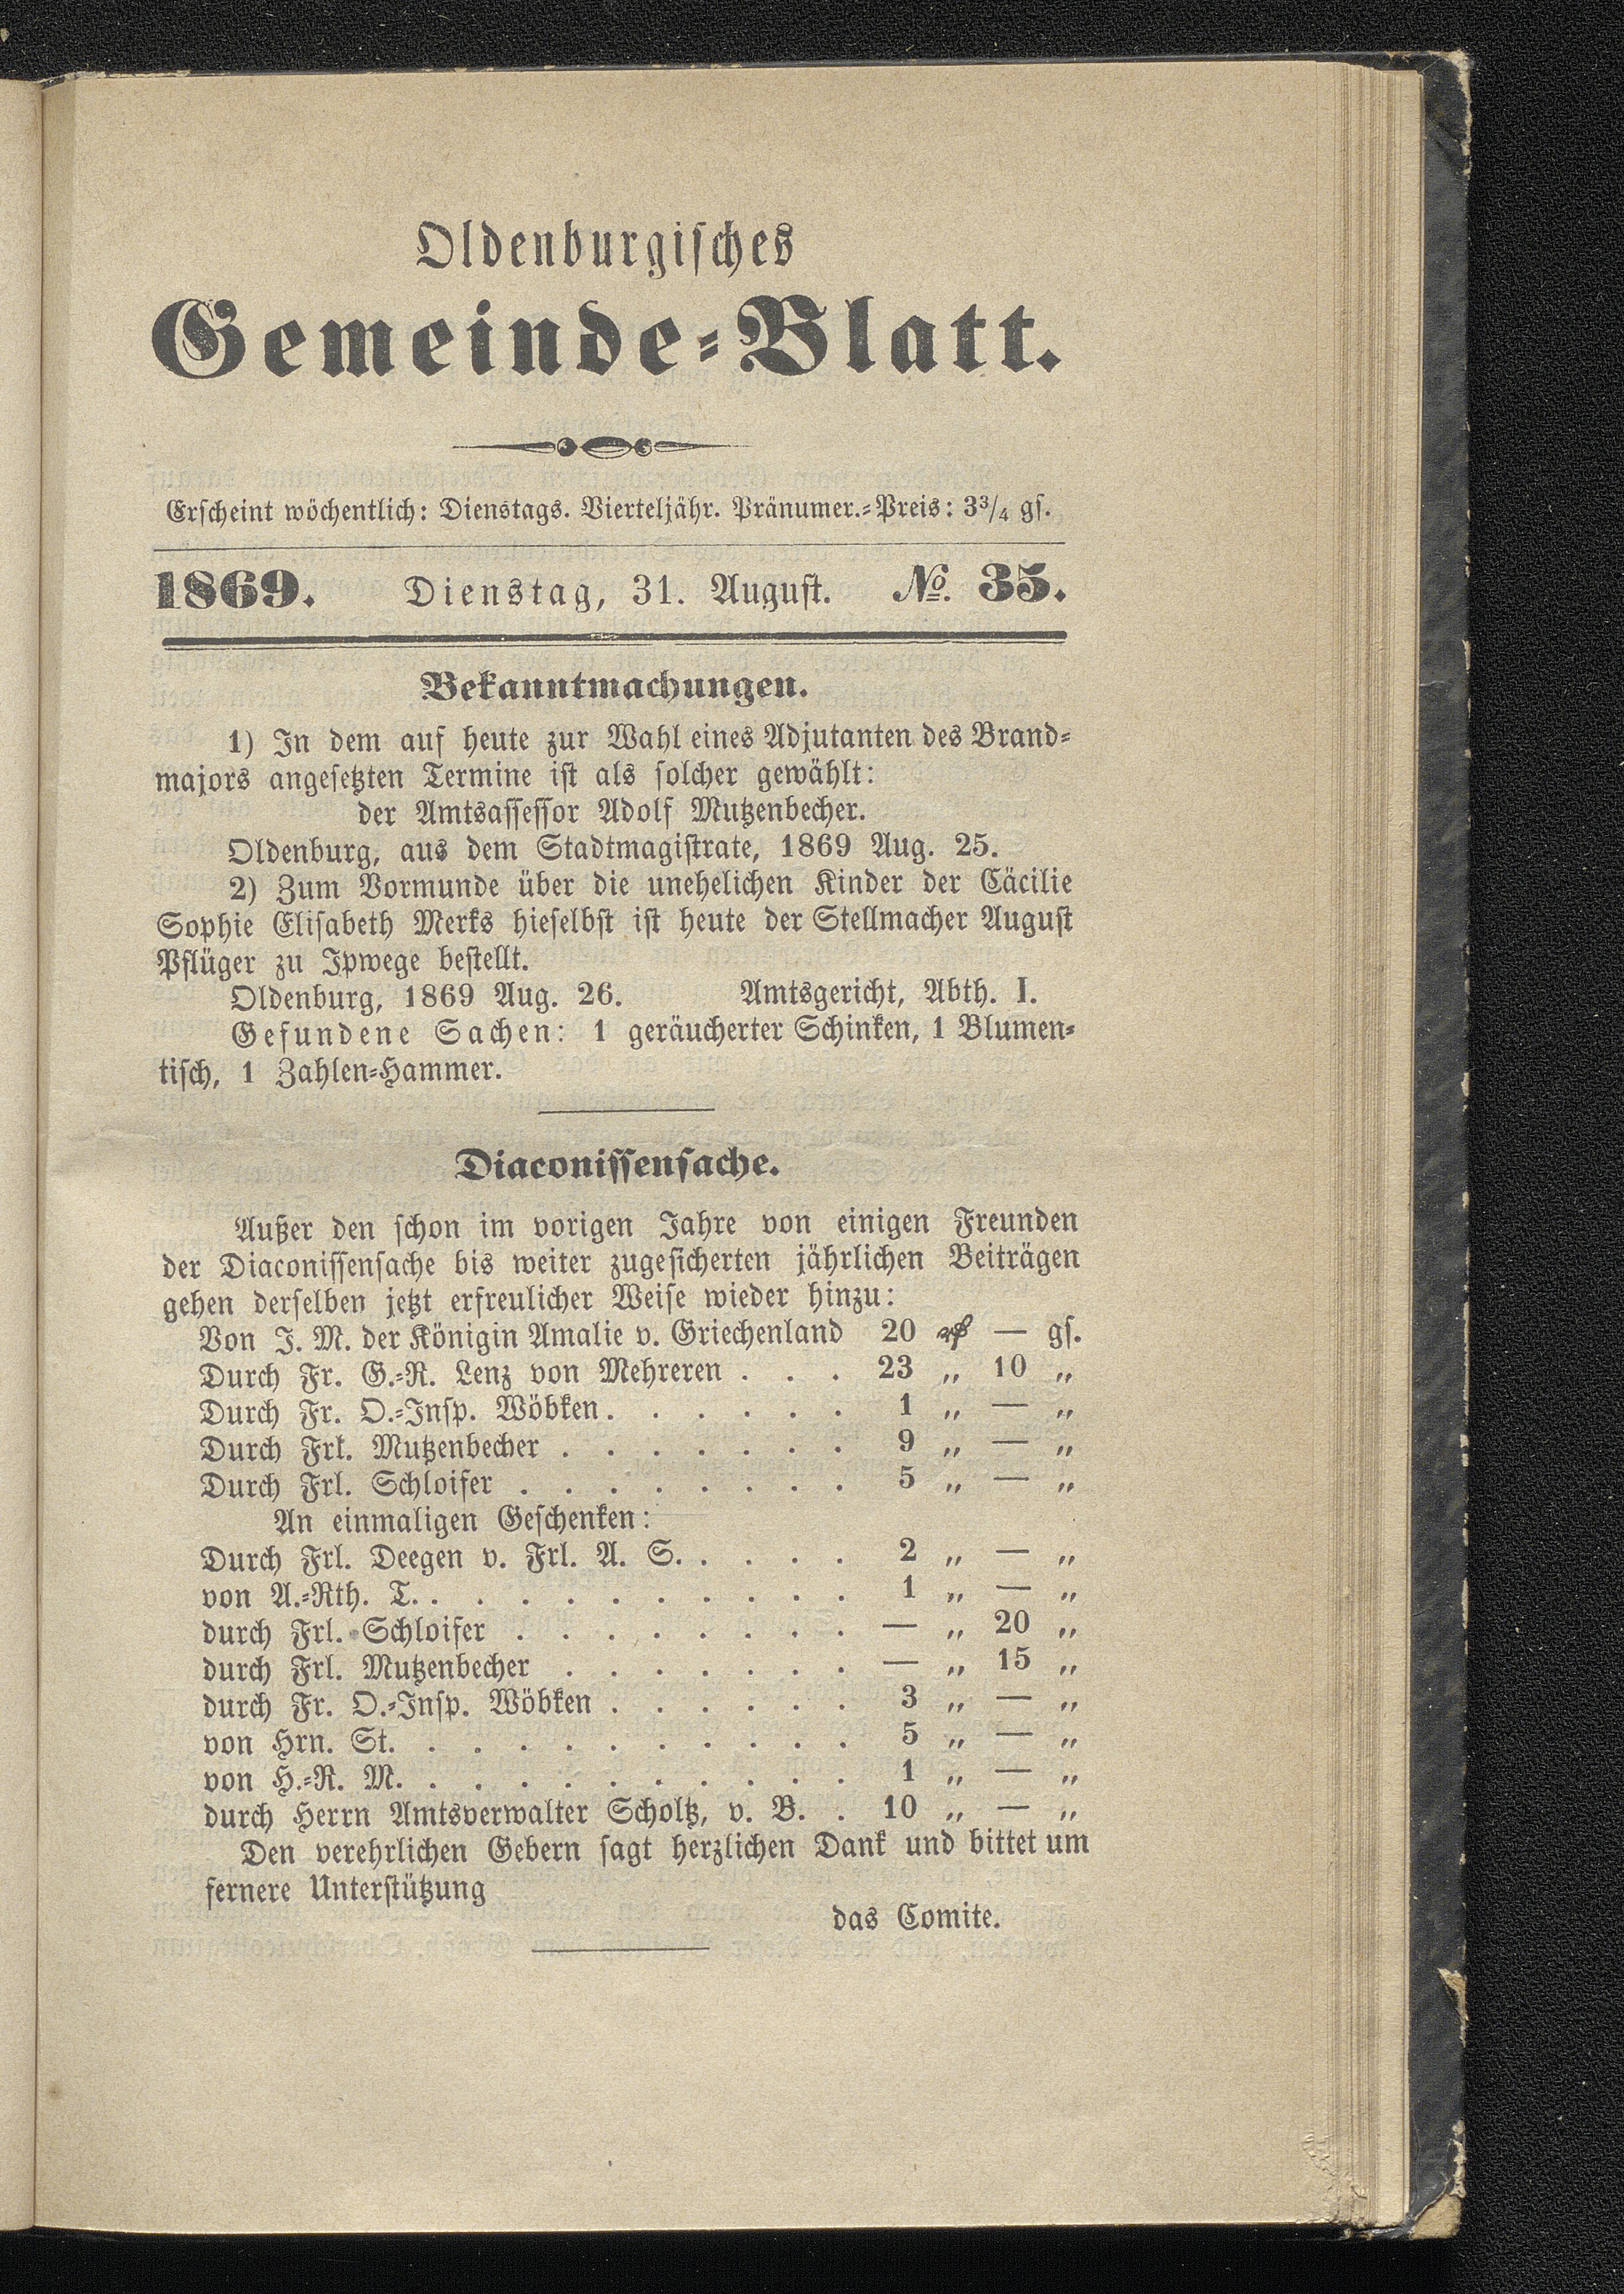 Oldenburgisches
Gemeinde-Blatt.
Erscheint wöchentlich: Dienstags. Vierteljähr. Pränumer.-Preis: 3¾ gs.
1869. Dienstag, 31. August. No. 35.
Bekanntmachungen.
1) In dem auf heute zur Wahl eines Adjutanten des Brand-
majors angesetzten Termine ist als solcher gewählt:
der Amtsassessor Adolf Mutzenbecher.
Oldenburg, aus dem Stadtmagistrate, 1869 Aug. 25.
2) Zum Vormunde über die unehelichen Kinder der Cäcilie
Sophie Elisabeth Merks hieselbst ist heute der Stellmacher August
Pflüger zu Ipwege bestellt.
Oldenburg, 1869 Aug. 26. Amtsgericht, Abth. I.
Gefundene Sachen: 1 geräucherter Schinken, 1 Blumen-
tisch, 1 Zahlen-Hammer.
Diaconissensache.
Außer den schon im vorigen Jahre von einigen Freunden
der Diaconissensache bis weiter zugesicherten jährlichen Beiträgen
gehen derselben jetzt erfreulicher Weise wieder hinzu:
Von J. M. der Königin Amalie v. Griechenland 20 ₰ — gs.
Durch Fr. G.-R. Lenz von Mehreren . . . 23 „ 10 „
Durch Fr. O.-Insp. Wöbken. . . . . . 1 „ — „
Durch Frl. Mutzenbecher . . . . . . . 9 „ — „
Durch Frl. Schloifer . . . . . . . . 5 „ — „
An einmaligen Geschenken:
Durch Frl. Deegen v. Frl. A. S. . . . . 2 „ — „
von A.-Rth. T. . . . . . . . . . . 1 „ — „
durch Frl. Schloifer . . . . . . . . — „ 20 „
durch Frl. Mutzenbecher . . . . . . . — „ 15 „
durch Fr. O.-Insp. Wöbken . . . . . . 3 „ — „
von Hrn. St. . . . . . . . . . . . 5 „ — „
von H.-R. M. . . . . . . . . . . . 1 „ — „
durch Herrn Amtsverwalter Scholtz, v. B. . 10 „ — „
Den verehrlichen Gebern sagt herzlichen Dank und bittet um
fernere Unterstützung
das Comite.